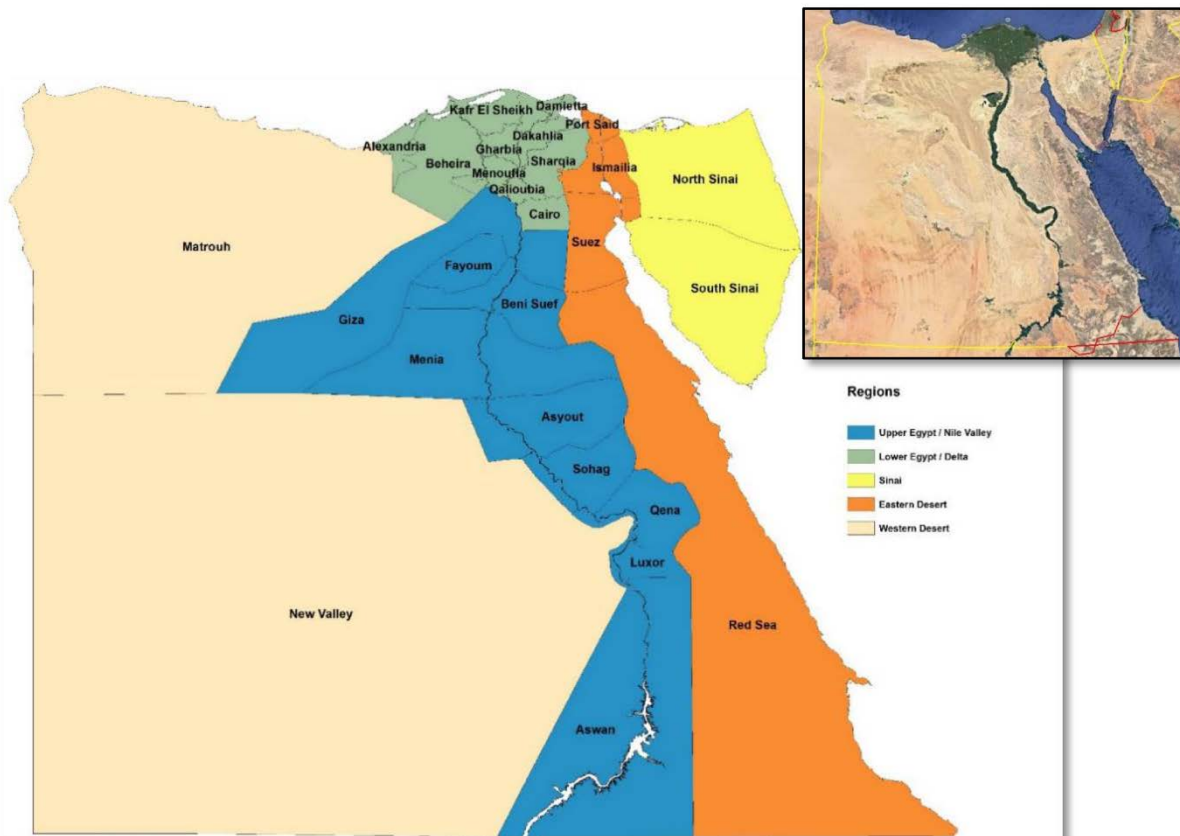 Kafr El Sheikh
Damietta
Port Said
Alexandria
Dakahlia
Gharbia
Beheira
Sharqia
Ismailia
Menoufia
Qalioubia
North Sinai
Cairo
Matrouh
Suez
Fayoum
South Sinai
Beni Suef
Giza
Menia
Asyout
Sohag
Qena
Luxor
New Valley
Red Sea
Aswan
Regions
Upper Egypt / Nile Valley
Lower Egypt / Delta
Sinai
Eastern Desert
Western Desert